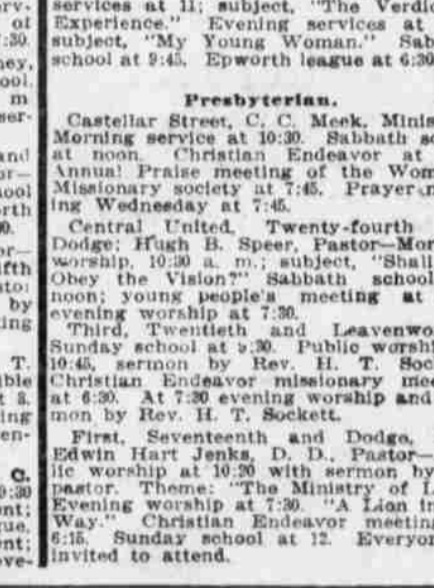 services at 11; subject, "The Verdic
Experience." Evening services at
subject, "My Young Woman." Sab
school at 9:45. Epworth league at 6:30
Presbyterian.
Castellar Street, C. C. Meek, Minis
Morning service at 10:30. Sabbath sc
at noon. Christian Endeavor at
Annual Praise meeting of the Wom
Missionary society at 7:45. Prayer m
ing Wednesday at 7:45.
Central United, Twenty-fourth
Dodge; Hugh B. Speer, Pastor—Mor
worship, 10:30 a. m.; subject, "Shall
Obey the Vision?" Sabbath school
noon; young people's meeting at
evening worship at 7:30.
Third, Twentieth and Leavenwo
Sunday school at 9:30. Public worshi
10:45, sermon by Rev. H. T. Soc
Christian Endeavor missionary mee
at 6:30. At 7:30 evening worship and
mon by Rev. H. T. Sockett.
First, Seventeenth and Dodge,
Edwin Hart Jenks, D. D., Pastor—
lic worship at 10:30 with sermon by
pastor. Theme: "The Ministry of L
Evening worship at 7:30. "A Lion in
Way." Christian Endeavor meetin
6:15. Sunday school at 12. Everyon
invited to attend.